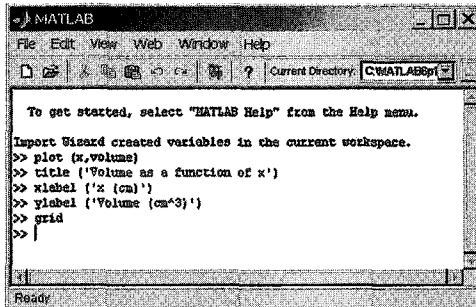 MATLAB
File Edit View Web Window Help
? Current Directory: C:\MATLAB6p1
To get started, select "MATLAB Help" from the Help menu.
Import Wizard created variables in the current workspace.
>> plot (x,volume)
>> title ('Volume as a function of x')
>> xlabel ('x (cm)')
>> ylabel ('Volume (cm^3)')
>> grid
>>
Ready